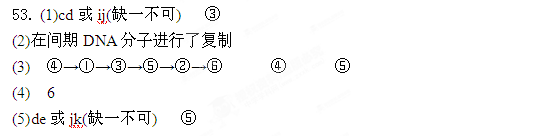 53. (1)cd 或 ij(缺一不可) ③
(2)在间期 DNA 分子进行了复制
(3) ④→①→③→⑤→②→⑥ ④ ⑤
(4) 6
(5)de或 jk(缺一不可) ⑤